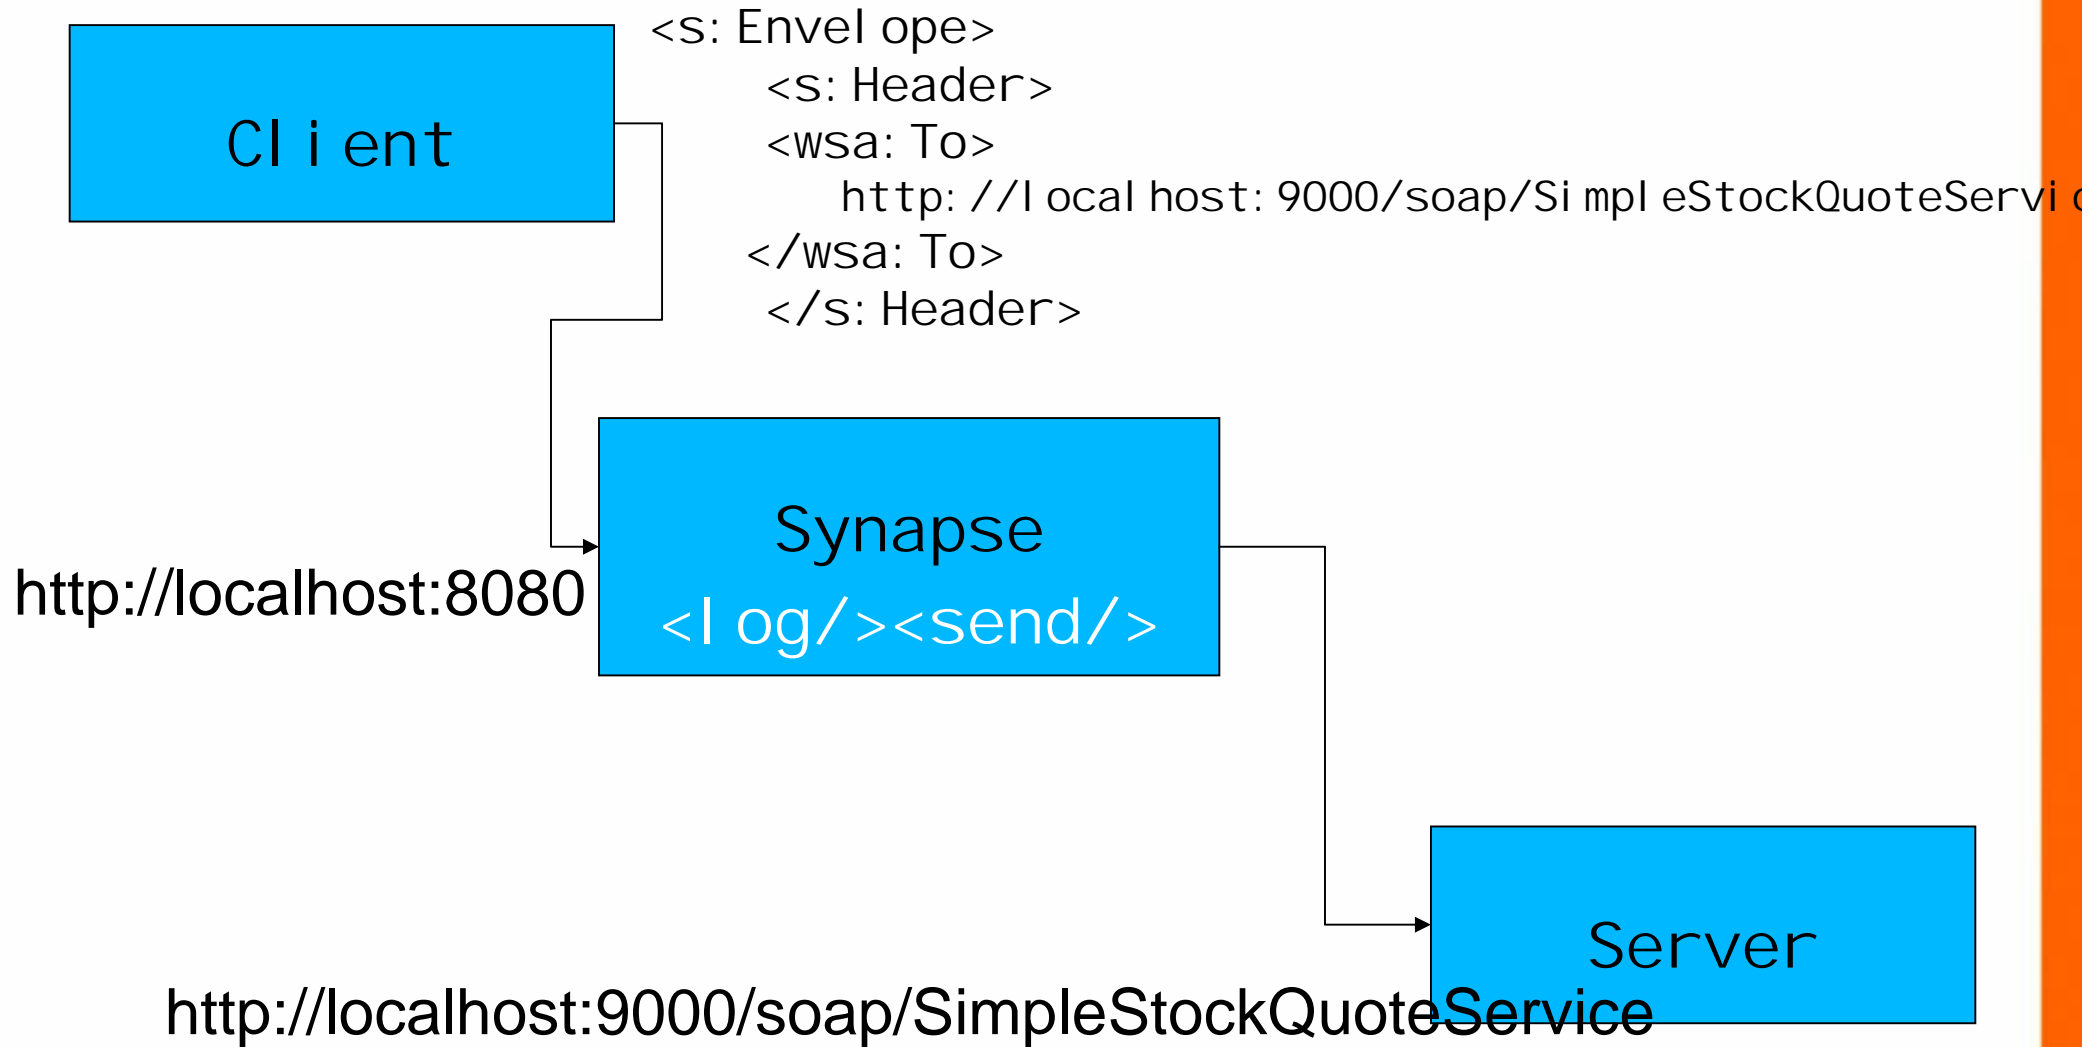 <s:Envelope>
<s:Header>
Client
<wsa:To>
http://localhost:9000/soap/SimpleStockQuoteServic
</wsa:To>
</s:Header>
Synapse
http://localhost:8080
<log/><send/>
Server
http://localhost:9000/soap/SimpleStockQuoteService